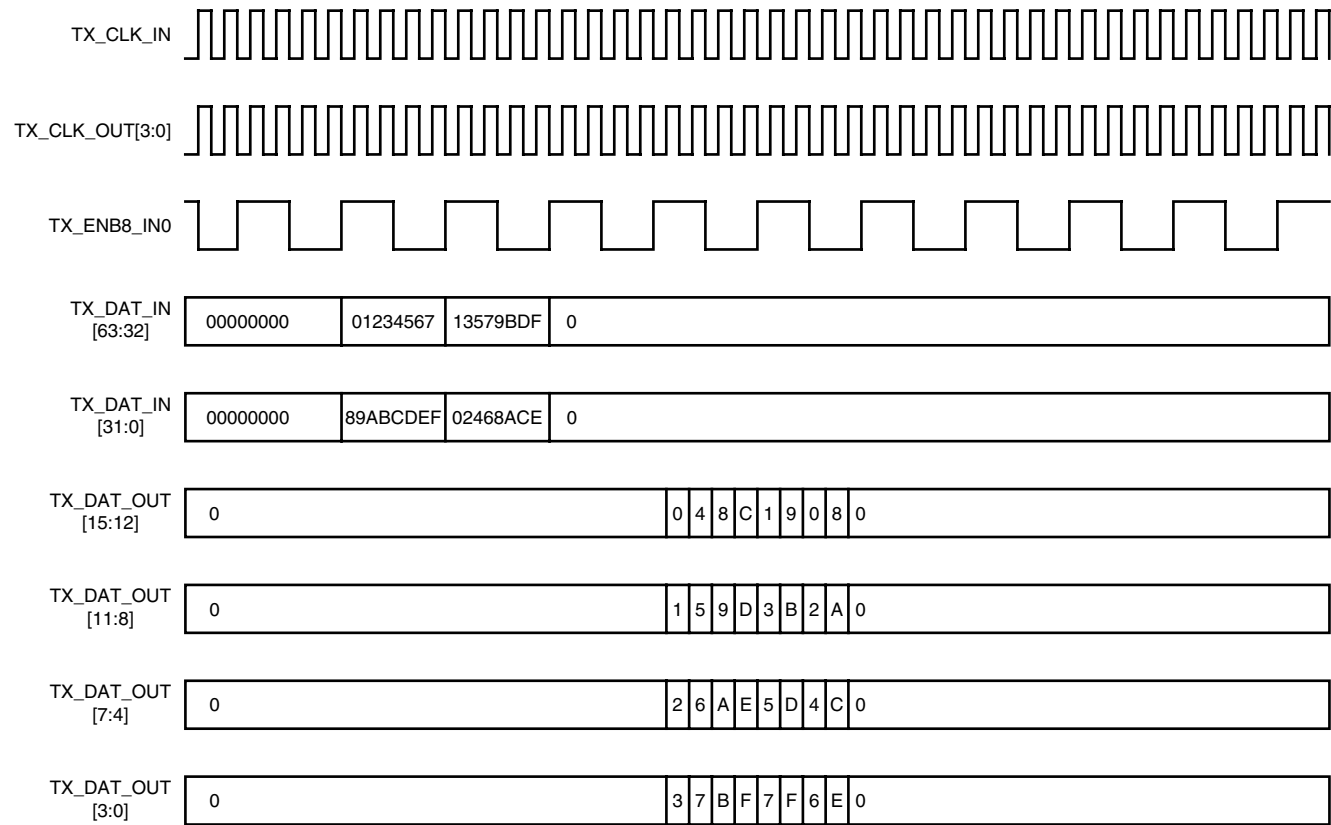 TX_CLK_IN
TX_CLK_OUT[3:0]
TX_ENB8_IN0
TX_DAT_IN
[63:32]
00000000 01234567 13579BDF 0
TX_DAT_IN
[31:0]
00000000 89ABCDEF 02468ACE 0
TX_DAT_OUT
[15:12]
0 0 4 8 C 1 9 0 8 0
TX_DAT_OUT
[11:8]
0 1 5 9 D 3 B 2 A 0
TX_DAT_OUT
[7:4]
0 2 6 A E 5 D 4 C 0
TX_DAT_OUT
[3:0]
0 3 7 B F 7 F 6 E 0